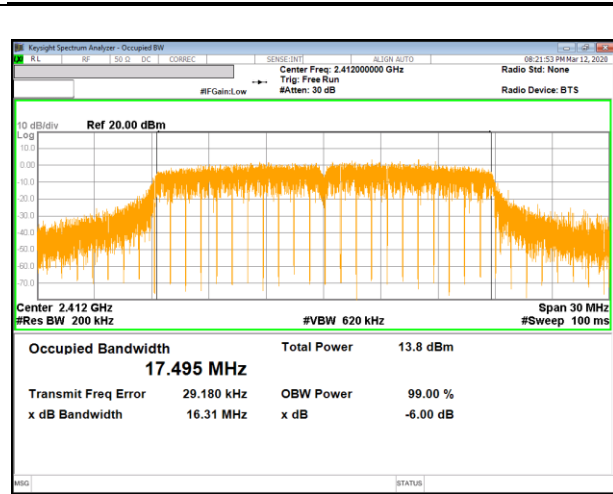 Keysight Spectrum Analyzer - Occupied BW
RL RF 50 Ω DC CORREC SENSE:INT ALIGN AUTO 08:21:53 PM Mar 12, 2020
Center Freq: 2.412000000 GHz Radio Std: None
Trig: Free Run
#IFGain:Low #Atten: 30 dB Radio Device: BTS
10 dB/div Ref 20.00 dBm
Log
10.0
0.00
-10.0
-20.0
-30.0
-40.0
-50.0
-60.0
-70.0
Center 2.412 GHz Span 30 MHz
#Res BW 200 kHz #VBW 620 kHz #Sweep 100 ms
Occupied Bandwidth Total Power 13.8 dBm
17.495 MHz
Transmit Freq Error 29.180 kHz OBW Power 99.00 %
x dB Bandwidth 16.31 MHz x dB -6.00 dB
MSG STATUS